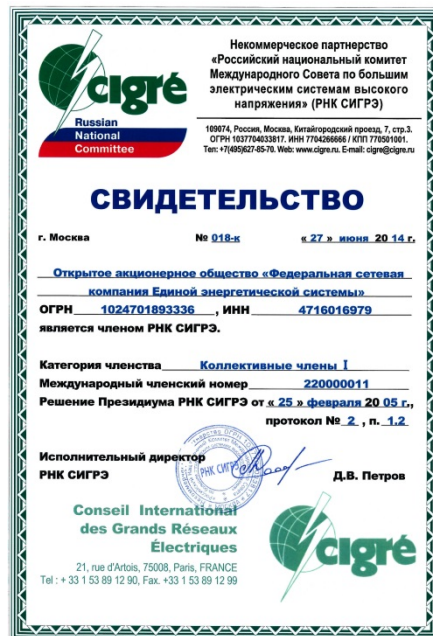 cigré
Russian
National
Committee
Некоммерческое партнерство
«Российский национальный комитет
Международного Совета по большим
электрическим системам высокого
напряжения» (РНК СИГРЭ)
109074, Россия, Москва, Китайгородский проезд, 7, стр.3.
ОГРН 1037704033817. ИНН 7704266666 / КПП 770501001.
Тел: +7(495)627-85-70. Web: www.cigre.ru. E-mail: cigre@cigre.ru
СВИДЕТЕЛЬСТВО
г. Москва № 018-к « 27 » июня 20 14 г.
Открытое акционерное общество «Федеральная сетевая
компания Единой энергетической системы»
ОГРН 1024701893336 , ИНН 4716016979
является членом РНК СИГРЭ.
Категория членства Коллективные члены I
Международный членский номер 220000011
Решение Президиума РНК СИГРЭ от « 25 » февраля 20 05 г.,
протокол № 2 , п. 1.2
Исполнительный директор
РНК СИГРЭ Д.В. Петров
РНК СИГРЭ
Conseil International
des Grands Réseaux
Électriques
21, rue d'Artois, 75008, Paris, FRANCE
Tel : + 33 1 53 89 12 90, Fax. +33 1 53 89 12 99
cigré